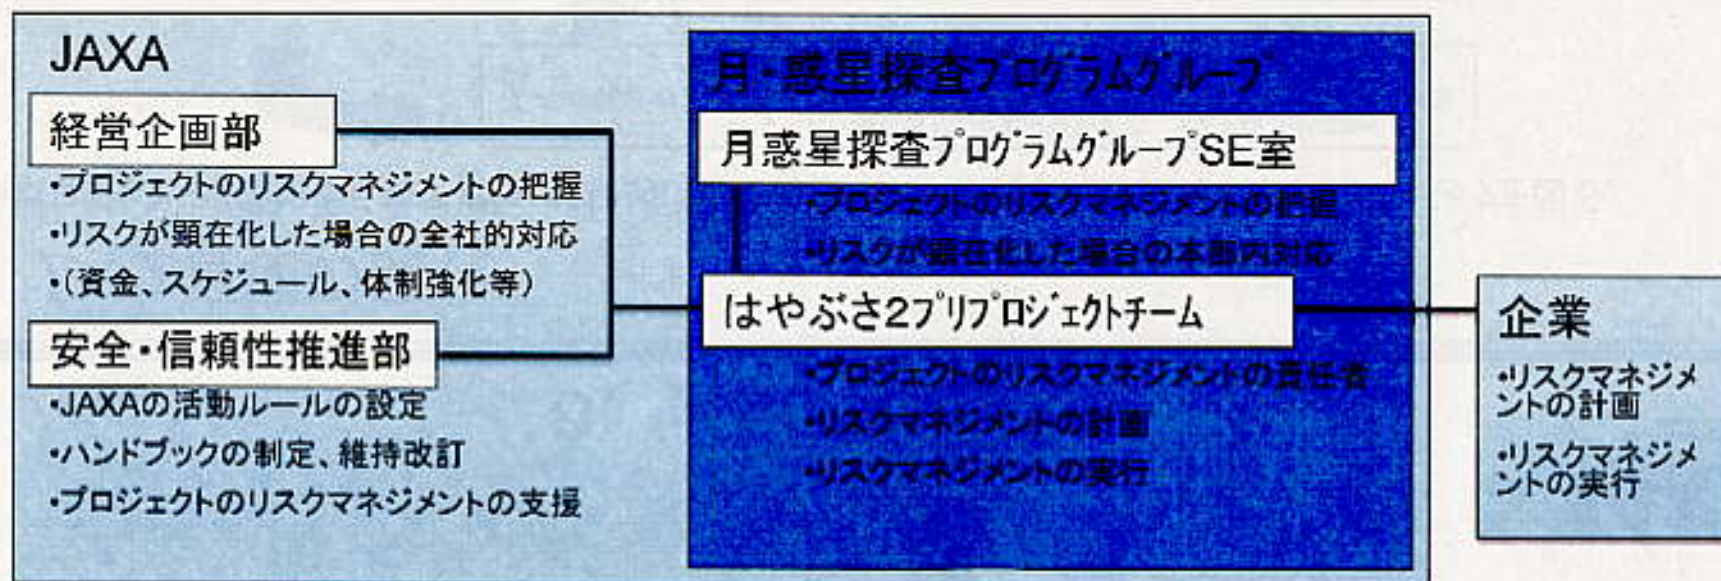 JAXA
経営企画部
・プロジェクトのリスクマネジメントの把握
・リスクが顕在化した場合の全社的対応
・(資金、スケジュール、体制強化等)
安全・信頼性推進部
・JAXAの活動ルールの設定
・ハンドブックの制定、維持改訂
・プロジェクトのリスクマネジメントの支援
月・惑星探査プログラムグループ
月惑星探査プログラムグループSE室
・プロジェクトのリスクマネジメントの把握
・リスクが顕在化した場合の本部内対応
はやぶさ2プリプロジェクトチーム
・プロジェクトのリスクマネジメントの責任者
・リスクマネジメントの計画
・リスクマネジメントの実行
企業
・リスクマネジメ
ントの計画
・リスクマネジメ
ントの実行